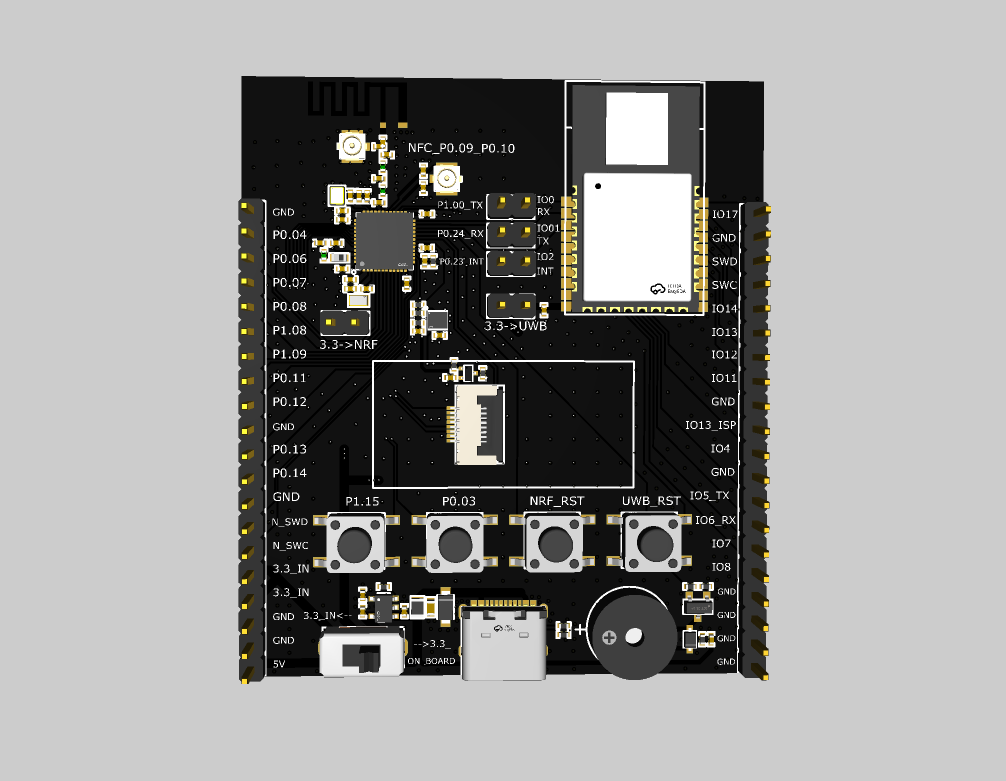 NFC_P0.09_P0.10
P1.00_TX
IO0
RX
P0.24_RX
IO01
TX
P0.23_INT
IO2
INT
3.3->UWB
3.3->NRF
GND
P0.04
P0.06
P0.07
P0.08
P1.08
P1.09
P0.11
P0.12
GND
P0.13
P0.14
GND
N_SWD
N_SWC
3.3_IN
3.3_IN
GND
GND
5V
IO17
GND
SWD
SWC
IO14
IO13
IO12
IO11
GND
IO13_ISP
IO4
GND
IO5_TX
IO6_RX
IO7
IO8
GND
GND
GND
GND
P1.15
P0.03
NRF_RST
UWB_RST
3.3_IN<--
-->3.3_
ON_BOARD
+